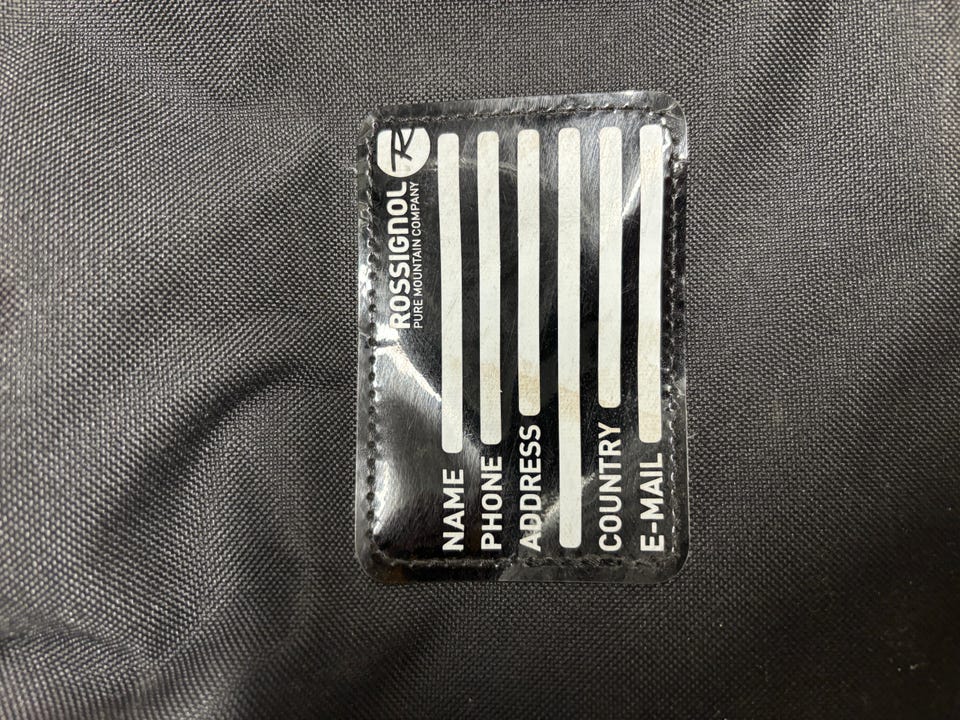 ROSSIGNOL
PURE MOUNTAIN COMPANY
NAME
PHONE
ADDRESS
COUNTRY
E-MAIL